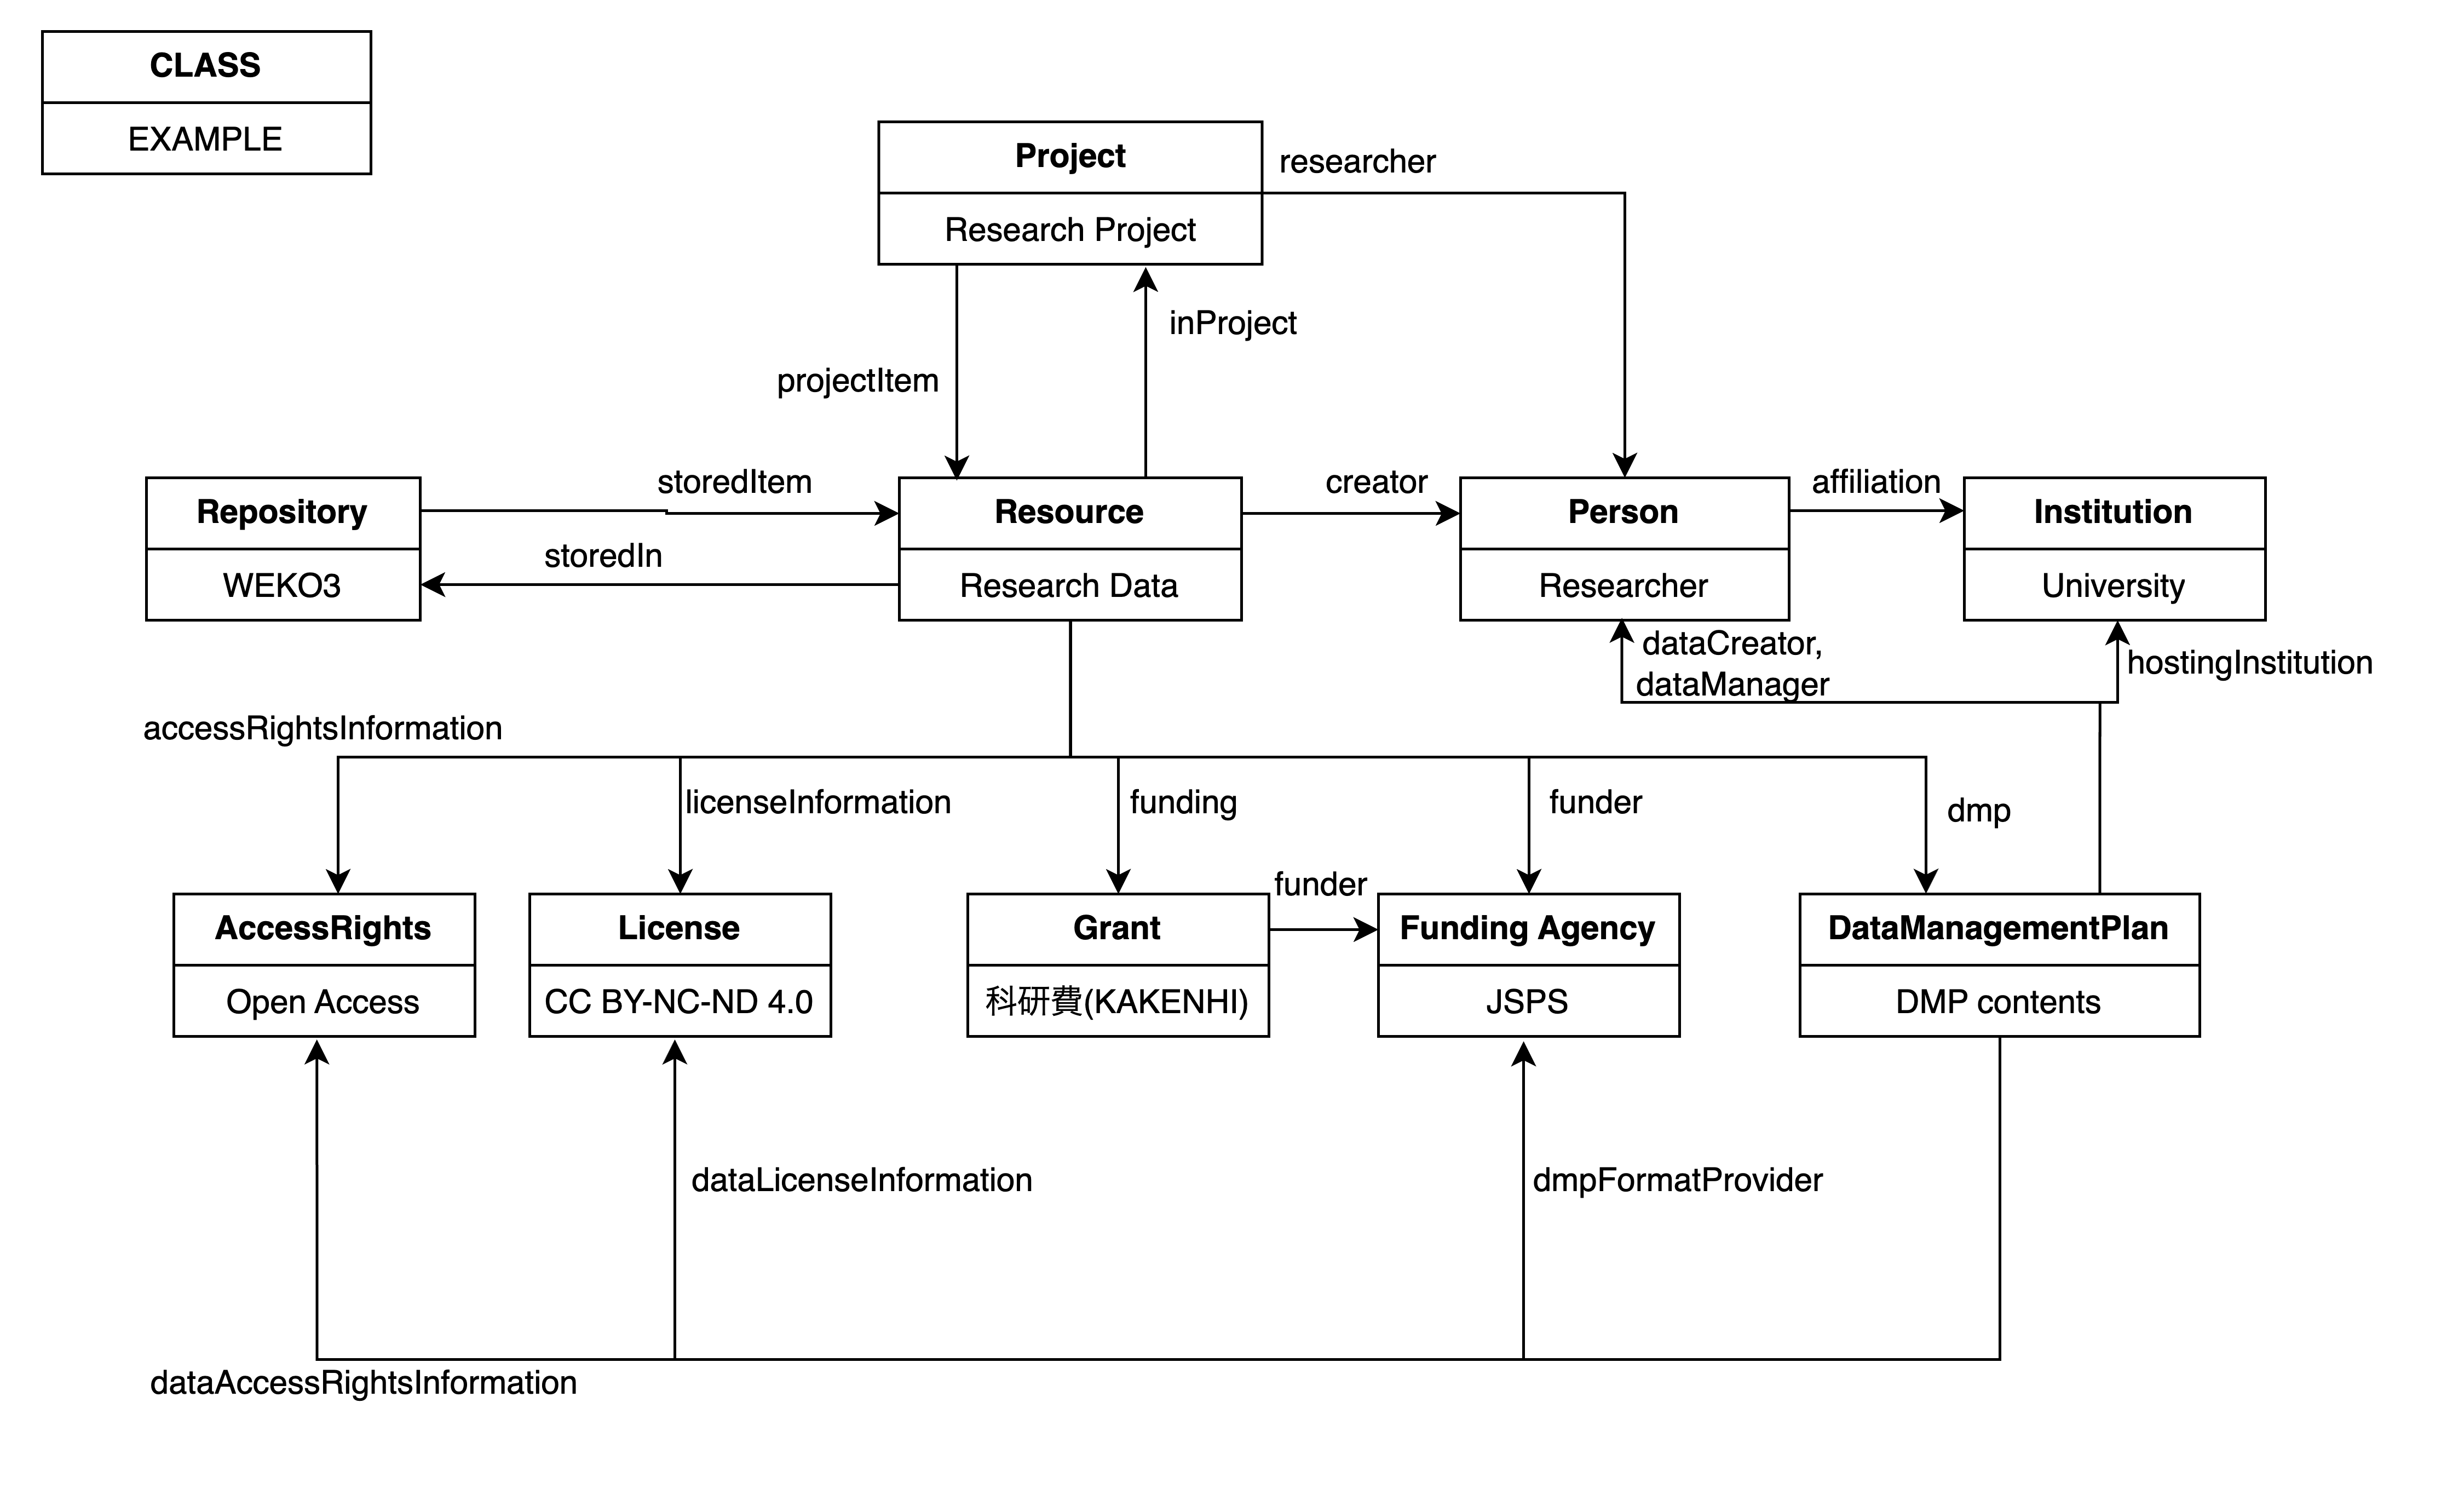 CLASS
EXAMPLE
Project
researcher
Research Project
inProject
projectItem
storedItem
creator
affiliation
Repository
Resource
Person
Institution
storedIn
WEKO3
Research Data
Researcher
University
dataCreator,
dataManager
hostingInstitution
accessRightsInformation
licenseInformation
funding
funder
dmp
funder
AccessRights
License
Grant
Funding Agency
DataManagementPlan
Open Access
CC BY-NC-ND 4.0
科研費(KAKENHI)
JSPS
DMP contents
dataLicenseInformation
dmpFormatProvider
dataAccessRightsInformation